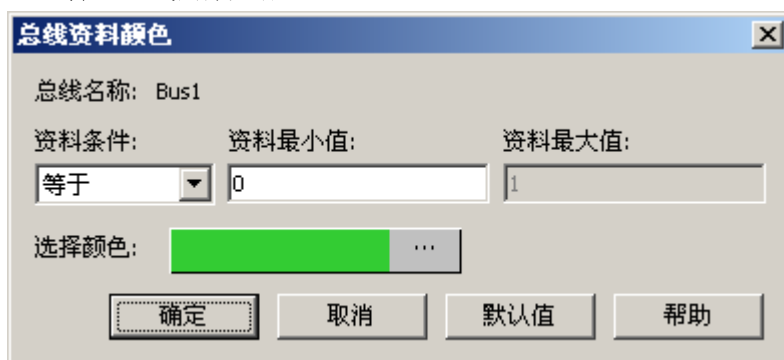 总线资料颜色
总线名称: Bus1
资料条件: 资料最小值: 资料最大值:
等于 0 1
选择颜色: ...
确定 取消 默认值 帮助